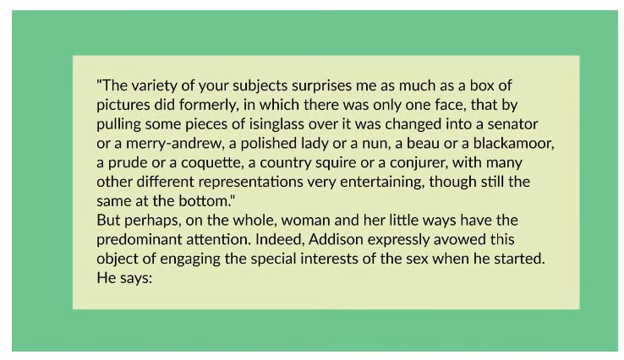 "The variety of your subjects surprises me as much as a box of
pictures did formerly, in which there was only one face, that by
pulling some pieces of isinglass over it was changed into a senator
or a merry-andrew, a polished lady or a nun, a beau or a blackamoor,
a prude or a coquette, a country squire or a conjurer, with many
other different representations very entertaining, though still the
same at the bottom."
But perhaps, on the whole, woman and her little ways have the
predominant attention. Indeed, Addison expressly avowed this
object of engaging the special interests of the sex when he started.
He says: